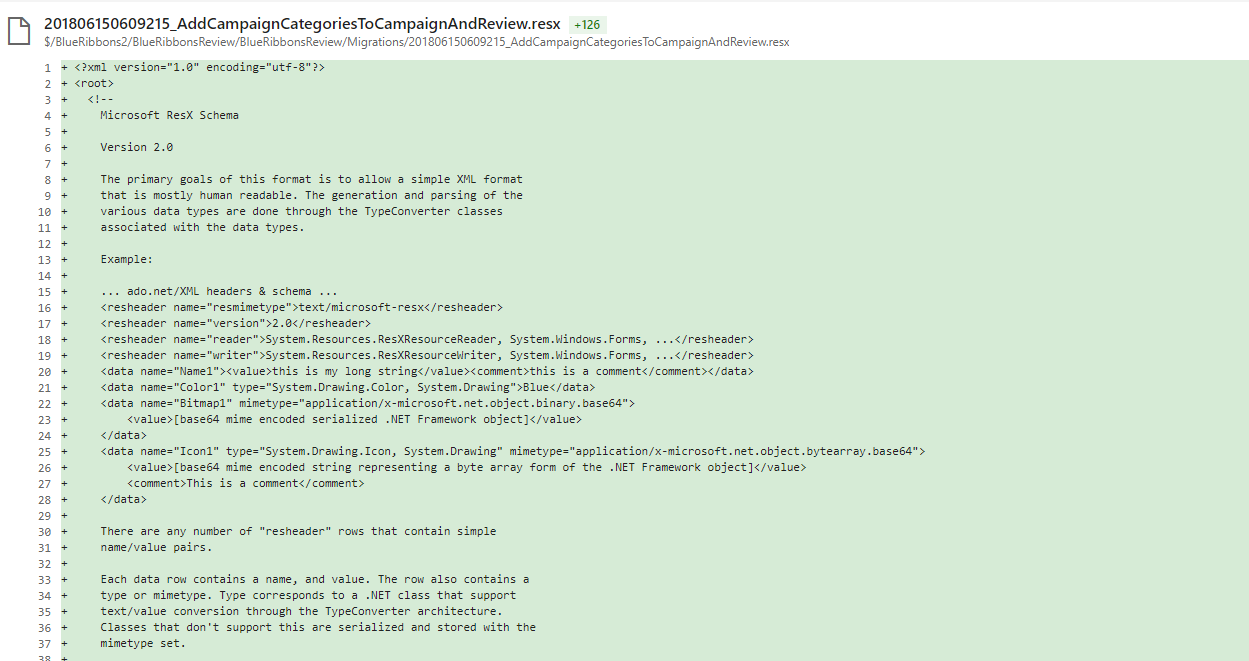 201806150609215_AddCampaignCategoriesToCampaignAndReview.resx +126
$/BlueRibbons2/BlueRibbonsReview/BlueRibbonsReview/Migrations/201806150609215_AddCampaignCategoriesToCampaignAndReview.resx
1 + <?xml version="1.0" encoding="utf-8"?>
2 + <root>
3 + <!--
4 + Microsoft ResX Schema
5 +
6 + Version 2.0
7 +
8 + The primary goals of this format is to allow a simple XML format
9 + that is mostly human readable. The generation and parsing of the
10 + various data types are done through the TypeConverter classes
11 + associated with the data types.
12 +
13 + Example:
14 +
15 + ... ado.net/XML headers & schema ...
16 + <resheader name="resmimetype">text/microsoft-resx</resheader>
17 + <resheader name="version">2.0</resheader>
18 + <resheader name="reader">System.Resources.ResXResourceReader, System.Windows.Forms, ...</resheader>
19 + <resheader name="writer">System.Resources.ResXResourceWriter, System.Windows.Forms, ...</resheader>
20 + <data name="Name1"><value>this is my long string</value><comment>this is a comment</comment></data>
21 + <data name="Color1" type="System.Drawing.Color, System.Drawing">Blue</data>
22 + <data name="Bitmap1" mimetype="application/x-microsoft.net.object.binary.base64">
23 + <value>[base64 mime encoded serialized .NET Framework object]</value>
24 + </data>
25 + <data name="Icon1" type="System.Drawing.Icon, System.Drawing" mimetype="application/x-microsoft.net.object.bytearray.base64">
26 + <value>[base64 mime encoded string representing a byte array form of the .NET Framework object]</value>
27 + <comment>This is a comment</comment>
28 + </data>
29 +
30 + There are any number of "resheader" rows that contain simple
31 + name/value pairs.
32 +
33 + Each data row contains a name, and value. The row also contains a
34 + type or mimetype. Type corresponds to a .NET class that support
35 + text/value conversion through the TypeConverter architecture.
36 + Classes that don't support this are serialized and stored with the
37 + mimetype set.
38 +